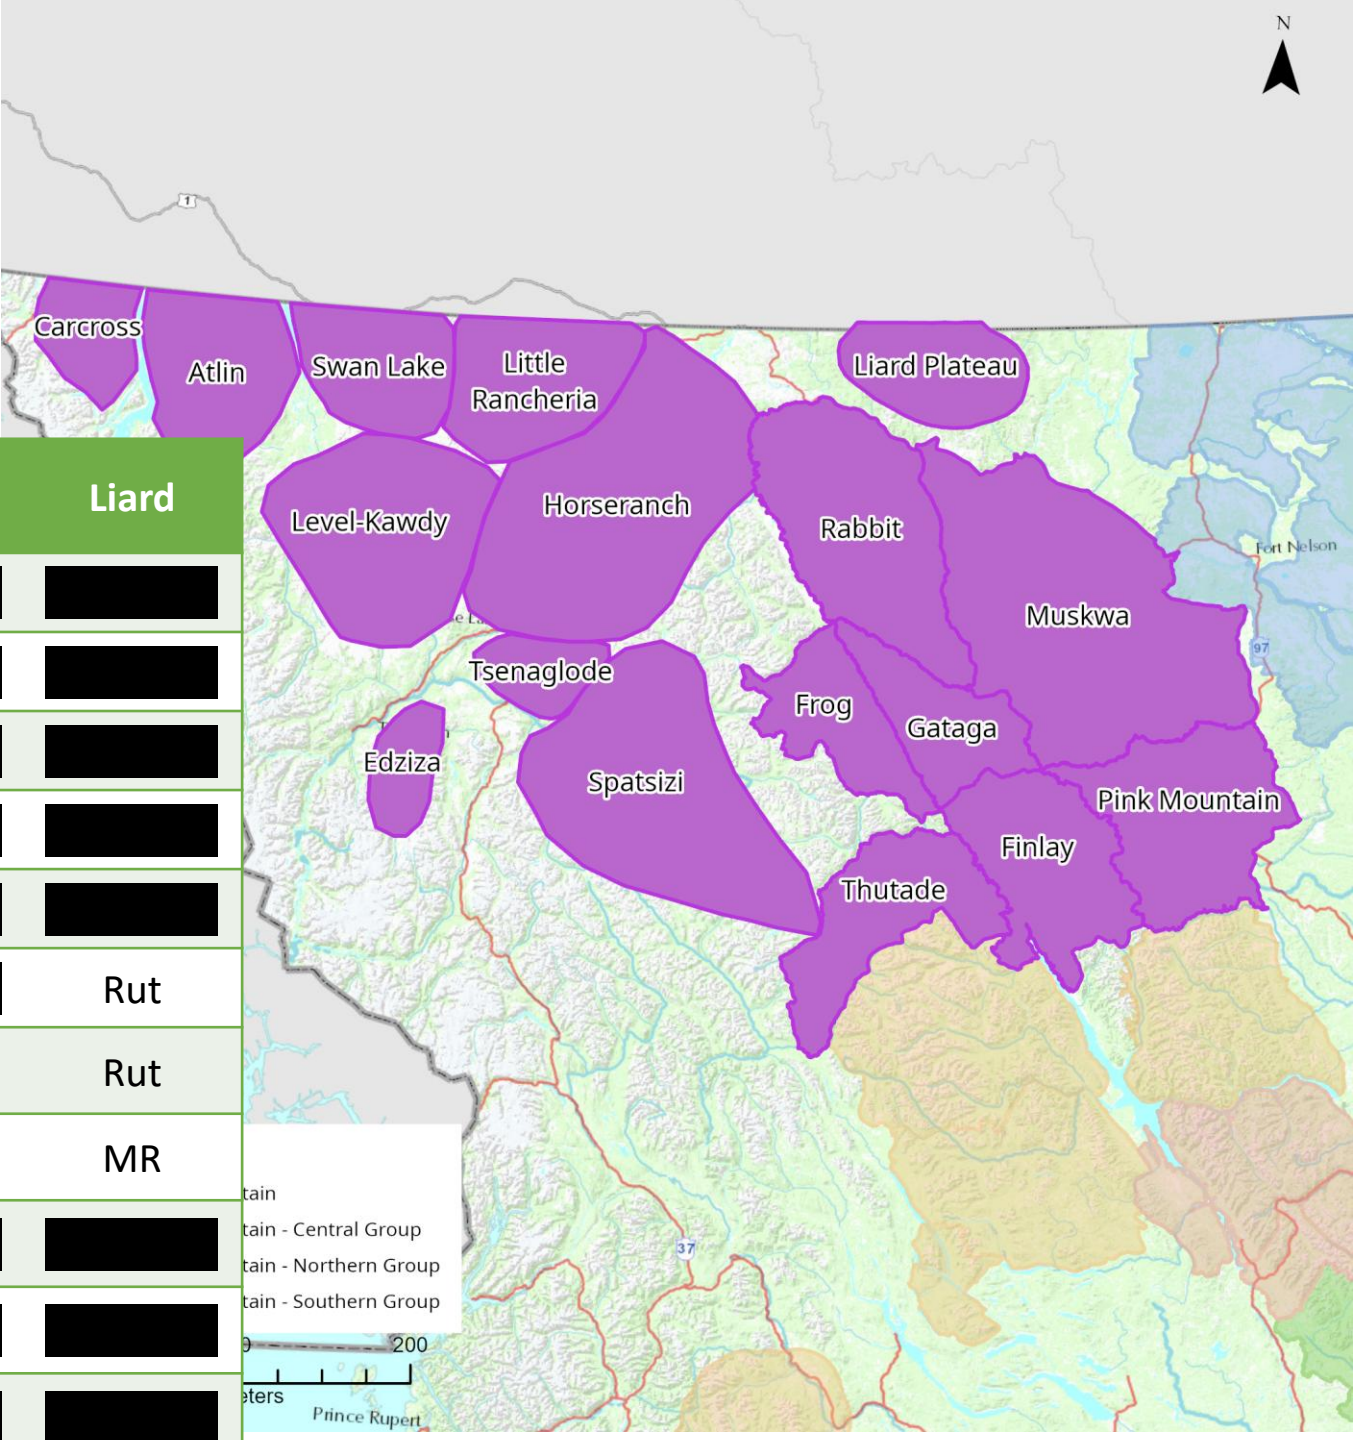 N
1
Carcross
Atlin
Swan Lake
Little
Rancheria
Liard Plateau
Liard
Level-Kawdy
Horseranch
Rabbit
Fort Nelson
Muskwa
97
Tsenaglode
Frog
Gataga
Edziza
Spatsizi
Pink Mountain
Finlay
Thutade
Rut
Rut
MR
tain
tain - Central Group
37
tain - Northern Group
tain - Southern Group
200
eters
Prince Rupert